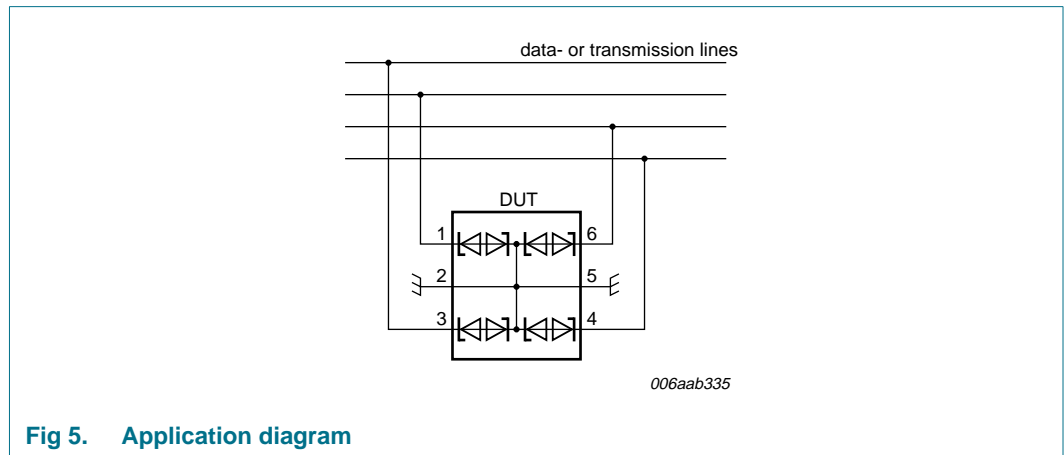 data- or transmission lines
DUT
1 6
2 5
3 4
006aab335
Fig 5. Application diagram